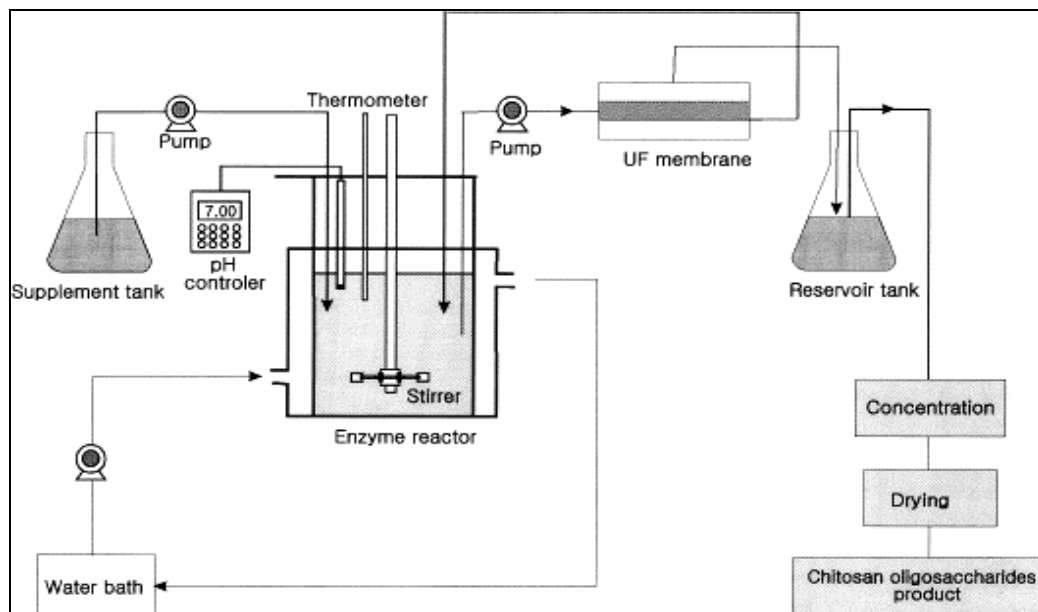 Thermometer
Pump
Pump
UF membrane
7.00
pH
controler
Supplement tank
Reservoir tank
Stirrer
Enzyme reactor
Concentration
Drying
Water bath
Chitosan oligosaccharides
product